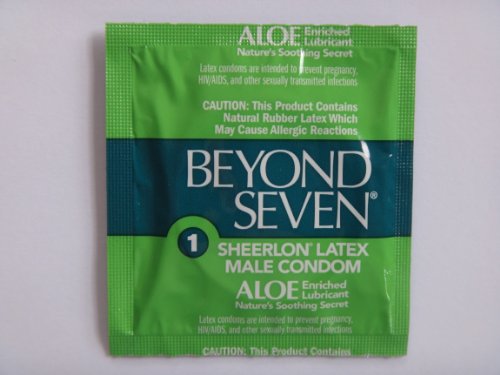 ALOE Enriched Lubricant
Nature's Soothing Secret
Latex condoms are intended to prevent pregnancy,
HIV/AIDS, and other sexually transmitted infections
CAUTION: This Product Contains
Natural Rubber Latex Which
May Cause Allergic Reactions
BEYOND
SEVEN®
1
SHEERLON® LATEX
MALE CONDOM
ALOE Enriched Lubricant
Nature's Soothing Secret
Latex condoms are intended to prevent pregnancy,
HIV/AIDS, and other sexually transmitted infections
CAUTION: This Product Contains